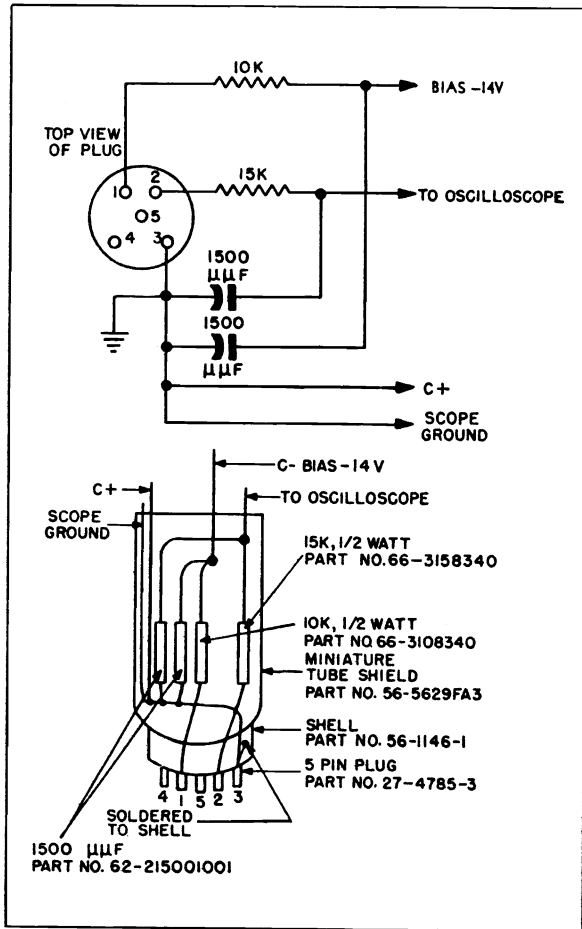 10K
BIAS -14V
TOP VIEW
OF PLUG
15K
1
2
TO OSCILLOSCOPE
5
4
3
1500
μμF
1500
μμF
C+
SCOPE
GROUND
C- BIAS -14V
C+
TO OSCILLOSCOPE
SCOPE
GROUND
15K, 1/2 WATT
PART NO. 66-3158340
10K, 1/2 WATT
PART NO. 66-3108340
MINIATURE
TUBE SHIELD
PART NO. 56-5629FA3
SHELL
PART NO. 56-1146-1
5 PIN PLUG
PART NO. 27-4785-3
4 1 5 2 3
SOLDERED
TO SHELL
1500 μμF
PART NO. 62-215001001